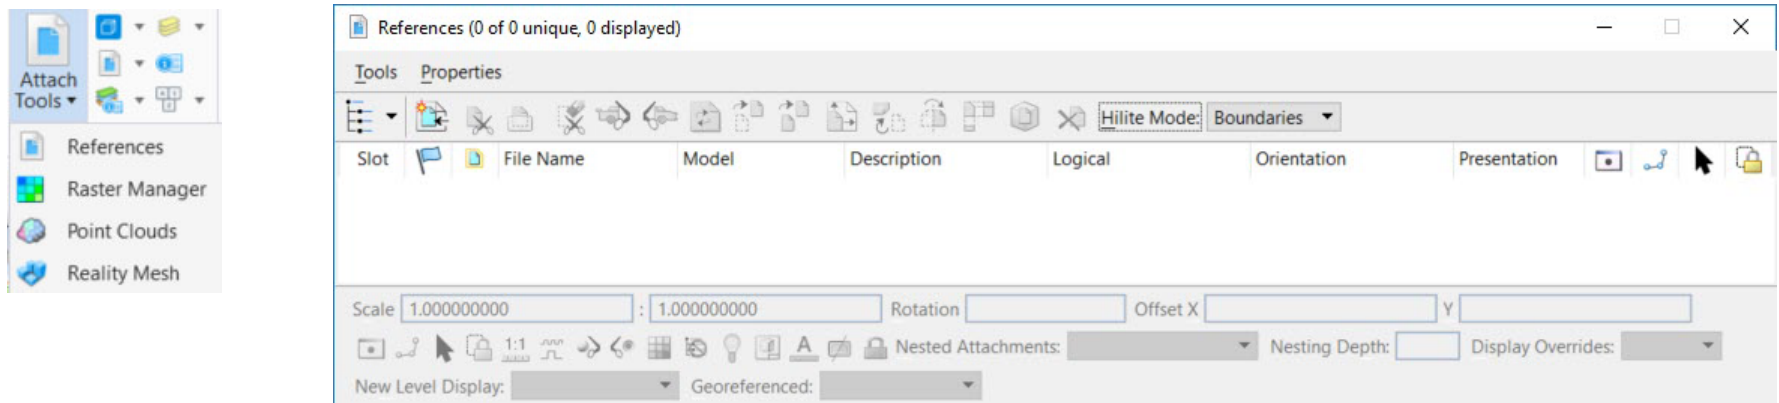 Attach
Tools
References
Raster Manager
Point Clouds
Reality Mesh
References (0 of 0 unique, 0 displayed)
Tools Properties
Hilite Mode: Boundaries
Slot File Name Model Description Logical Orientation Presentation
Scale 1.000000000 : 1.000000000 Rotation Offset X Y
1:1 A Nested Attachments: Nesting Depth: Display Overrides:
New Level Display: Georeferenced: